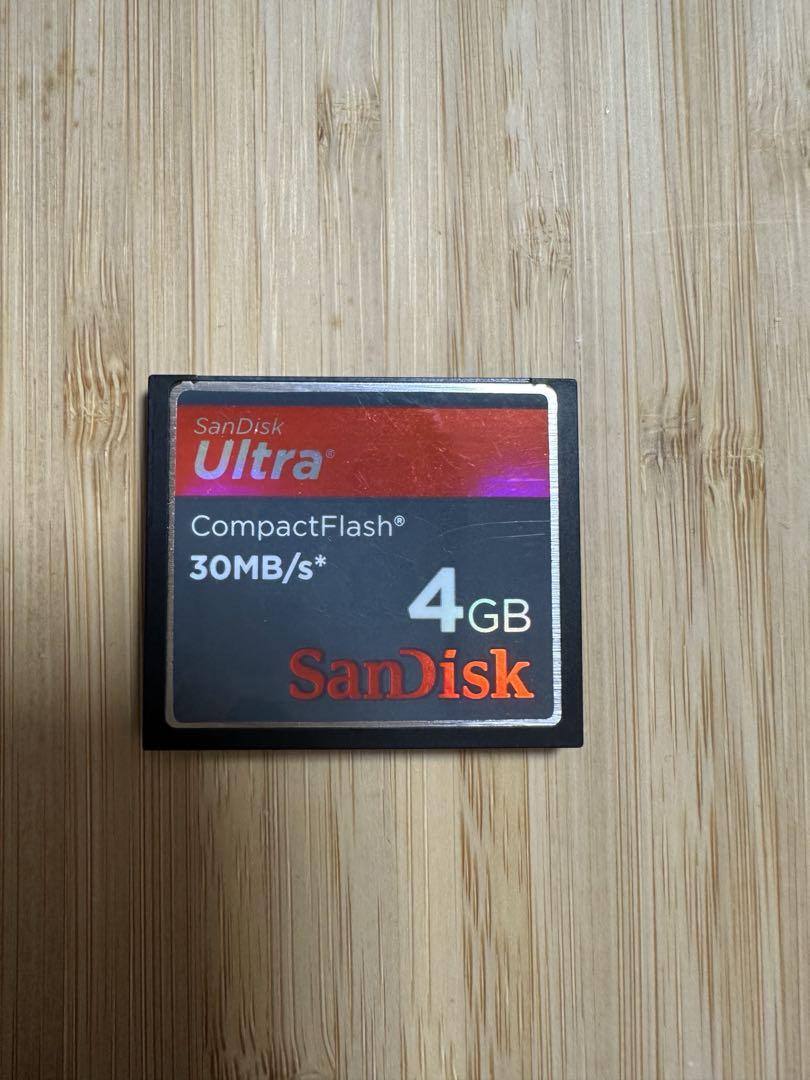 SanDisk
Ultra®
CompactFlash®
30MB/s*
4GB
SanDisk